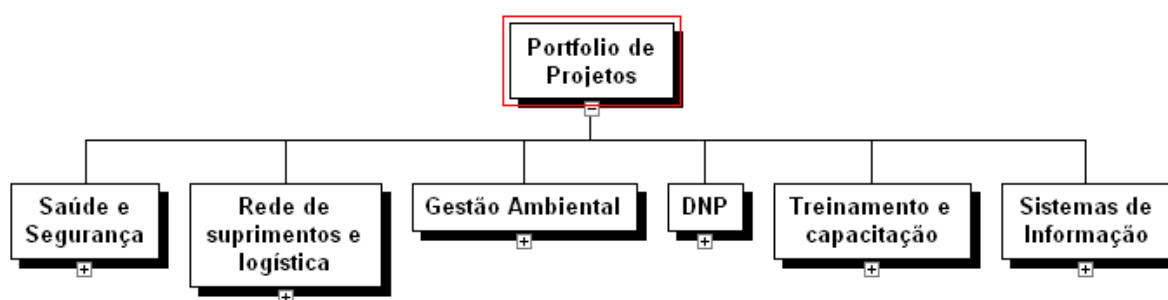 Portfolio de
Projetos
Saúde e
Segurança
Rede de
suprimentos e
logística
Gestão Ambiental
DNP
Treinamento e
capacitação
Sistemas de
Informação